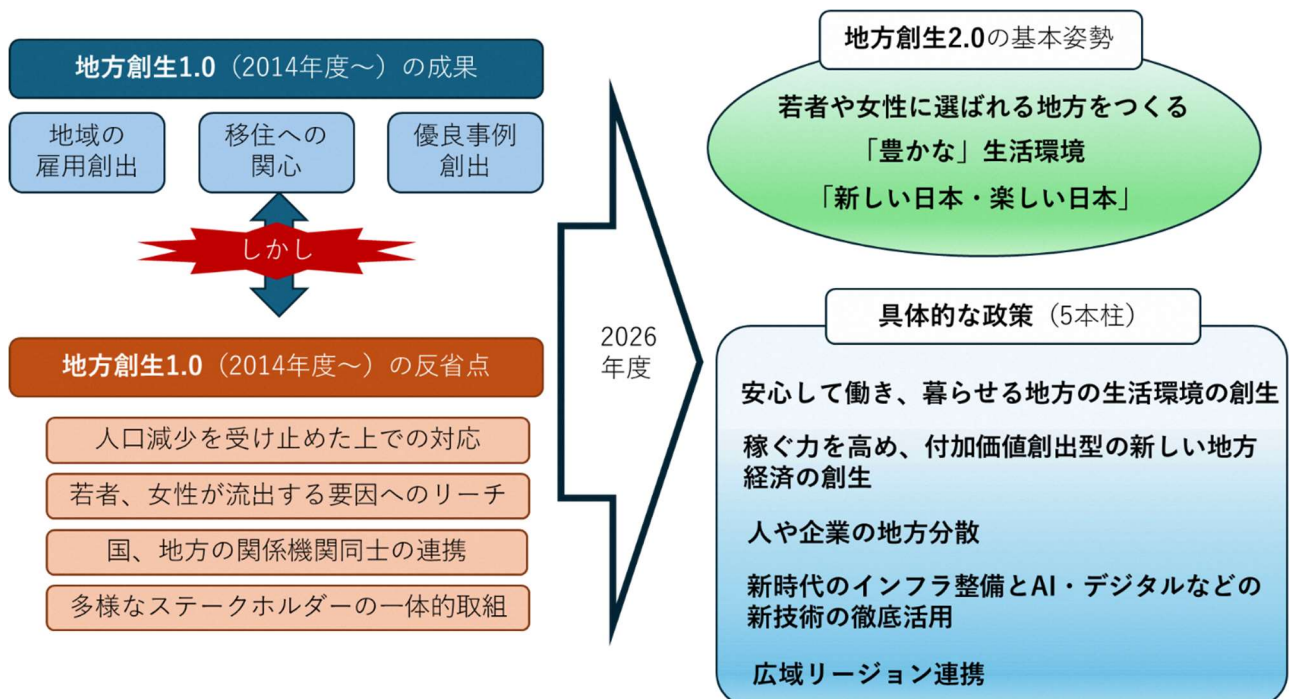 地方創生1.0（2014年度～）の成果
地域の
雇用創出
移住への
関心
優良事例
創出
しかし
地方創生1.0（2014年度～）の反省点
人口減少を受け止めた上での対応
若者、女性が流出する要因へのリーチ
国、地方の関係機関同士の連携
多様なステークホルダーの一体的取組
2026
年度
地方創生2.0の基本姿勢
若者や女性に選ばれる地方をつくる
「豊かな」生活環境
「新しい日本・楽しい日本」
具体的な政策（5本柱）
安心して働き、暮らせる地方の生活環境の創生
稼ぐ力を高め、付加価値創出型の新しい地方
経済の創生
人や企業の地方分散
新時代のインフラ整備とAI・デジタルなどの
新技術の徹底活用
広域リージョン連携